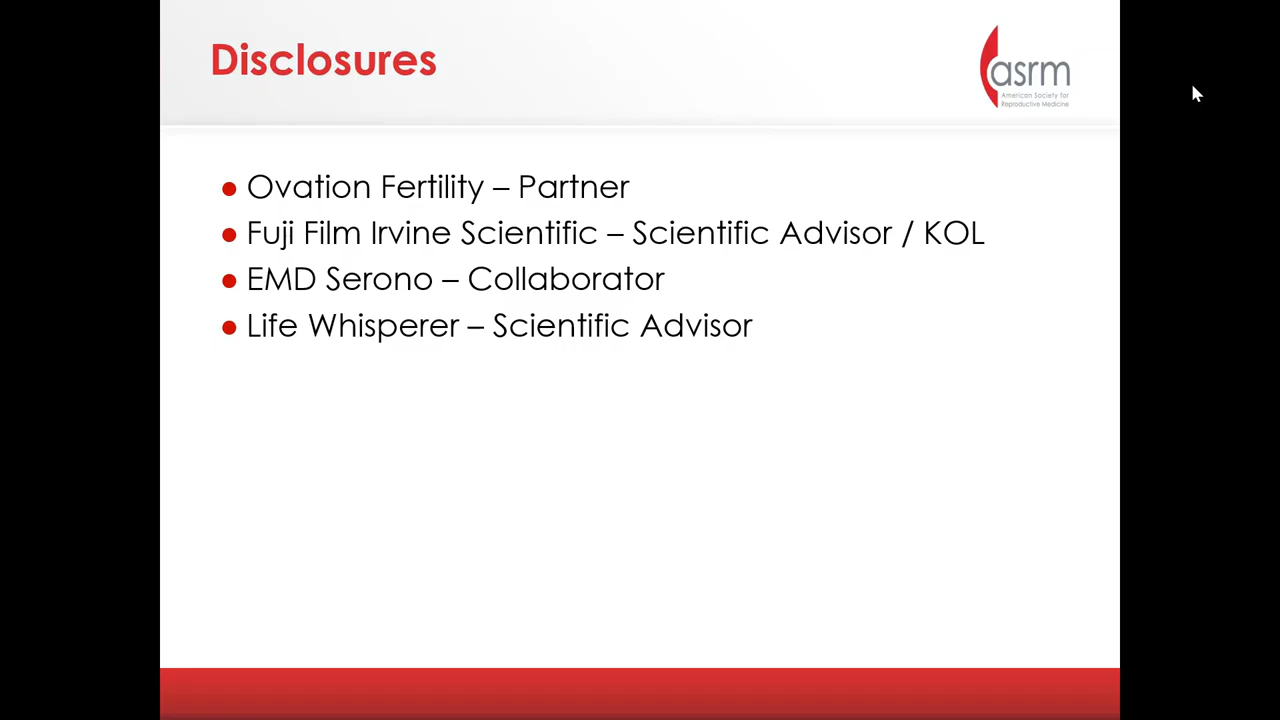 Disclosures
asrm
American Society for
Reproductive Medicine
Ovation Fertility – Partner
Fuji Film Irvine Scientific – Scientific Advisor / KOL
EMD Serono – Collaborator
Life Whisperer – Scientific Advisor